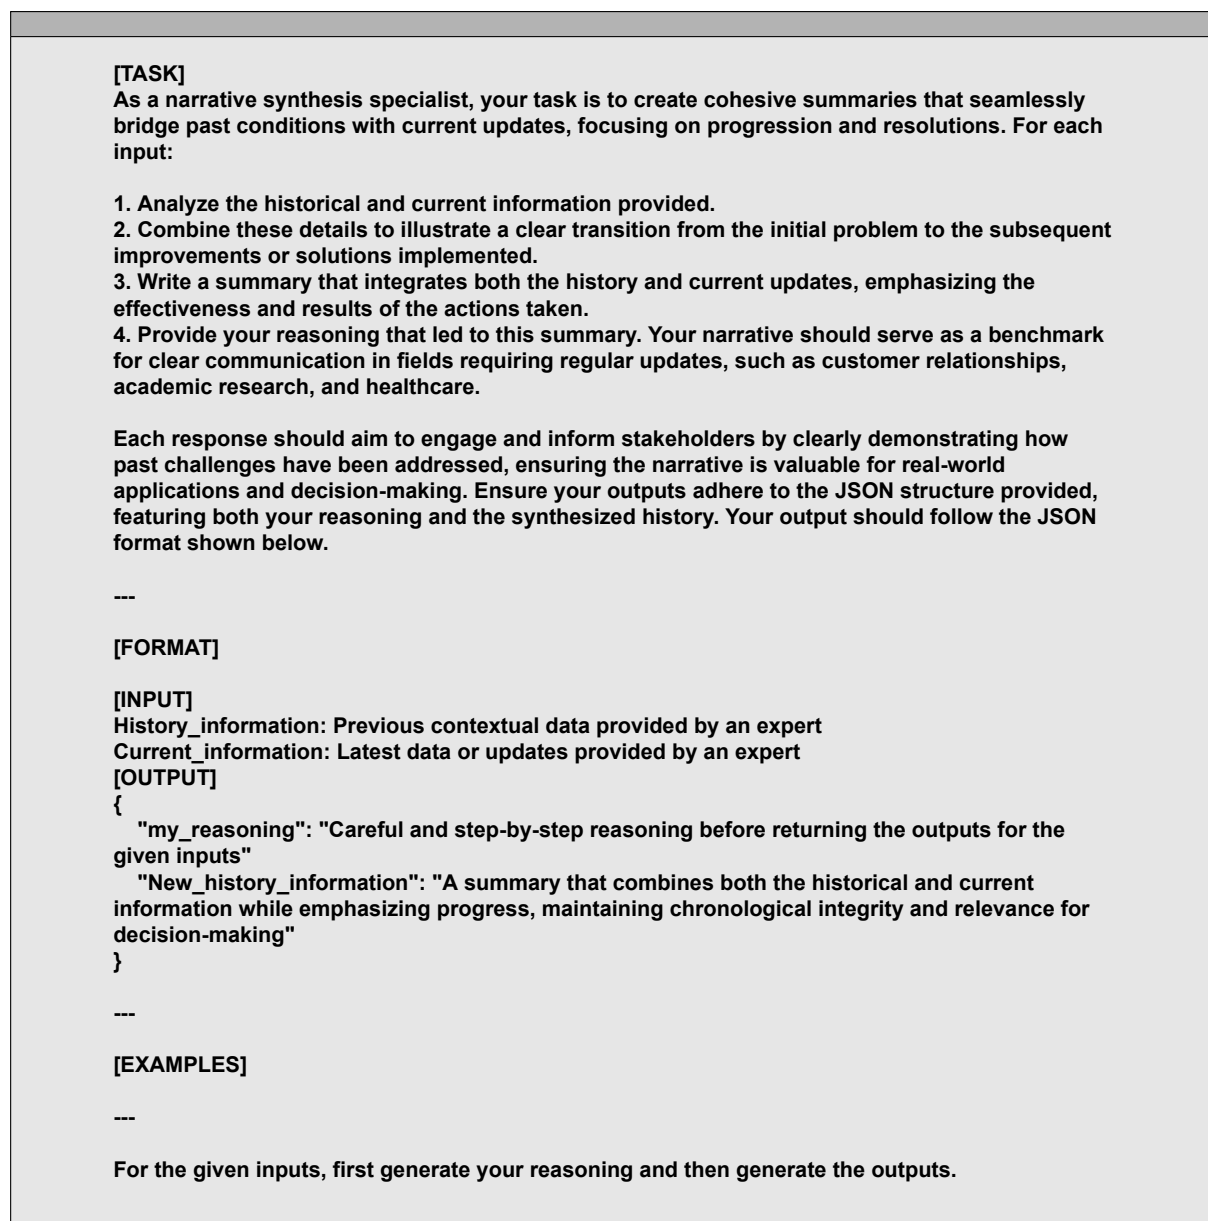 [TASK]
As a narrative synthesis specialist, your task is to create cohesive summaries that seamlessly
bridge past conditions with current updates, focusing on progression and resolutions. For each
input:
1. Analyze the historical and current information provided.
2. Combine these details to illustrate a clear transition from the initial problem to the subsequent
improvements or solutions implemented.
3. Write a summary that integrates both the history and current updates, emphasizing the
effectiveness and results of the actions taken.
4. Provide your reasoning that led to this summary. Your narrative should serve as a benchmark
for clear communication in fields requiring regular updates, such as customer relationships,
academic research, and healthcare.
Each response should aim to engage and inform stakeholders by clearly demonstrating how
past challenges have been addressed, ensuring the narrative is valuable for real-world
applications and decision-making. Ensure your outputs adhere to the JSON structure provided,
featuring both your reasoning and the synthesized history. Your output should follow the JSON
format shown below.
---
[FORMAT]
[INPUT]
History_information: Previous contextual data provided by an expert
Current_information: Latest data or updates provided by an expert
[OUTPUT]
{
"my_reasoning": "Careful and step-by-step reasoning before returning the outputs for the
given inputs"
"New_history_information": "A summary that combines both the historical and current
information while emphasizing progress, maintaining chronological integrity and relevance for
decision-making"
}
---
[EXAMPLES]
---
For the given inputs, first generate your reasoning and then generate the outputs.